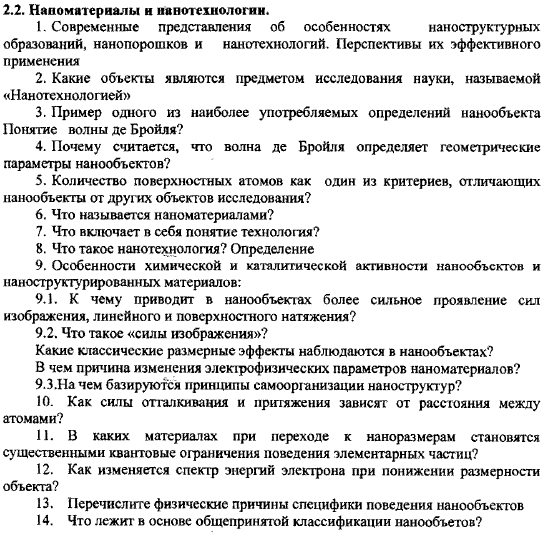 2.2. Наноматериалы и нанотехнологии.
1. Современные представления об особенностях наноструктурных
образований, нанопорошков и нанотехнологий. Перспективы их эффективного
применения
2. Какие объекты являются предметом исследования науки, называемой
«Нанотехнологией»
3. Пример одного из наиболее употребляемых определений нанообъекта
Понятие волны де Бройля?
4. Почему считается, что волна де Бройля определяет геометрические
параметры нанообъектов?
5. Количество поверхностных атомов как один из критериев, отличающих
нанообъекты от других объектов исследования?
6. Что называется наноматериалами?
7. Что включает в себя понятие технология?
8. Что такое нанотехнология? Определение
9. Особенности химической и каталитической активности нанообъектов и
наноструктурированных материалов:
9.1. К чему приводит в нанообъектах более сильное проявление сил
изображения, линейного и поверхностного натяжения?
9.2. Что такое «силы изображения»?
Какие классические размерные эффекты наблюдаются в нанообъектах?
В чем причина изменения электрофизических параметров наноматериалов?
9.3.На чем базируются принципы самоорганизации наноструктур?
10. Как силы отталкивания и притяжения зависят от расстояния между
атомами?
11. В каких материалах при переходе к наноразмерам становятся
существенными квантовые ограничения поведения элементарных частиц?
12. Как изменяется спектр энергий электрона при понижении размерности
объекта?
13. Перечислите физические причины специфики поведения нанообъектов
14. Что лежит в основе общепринятой классификации нанообъетов?